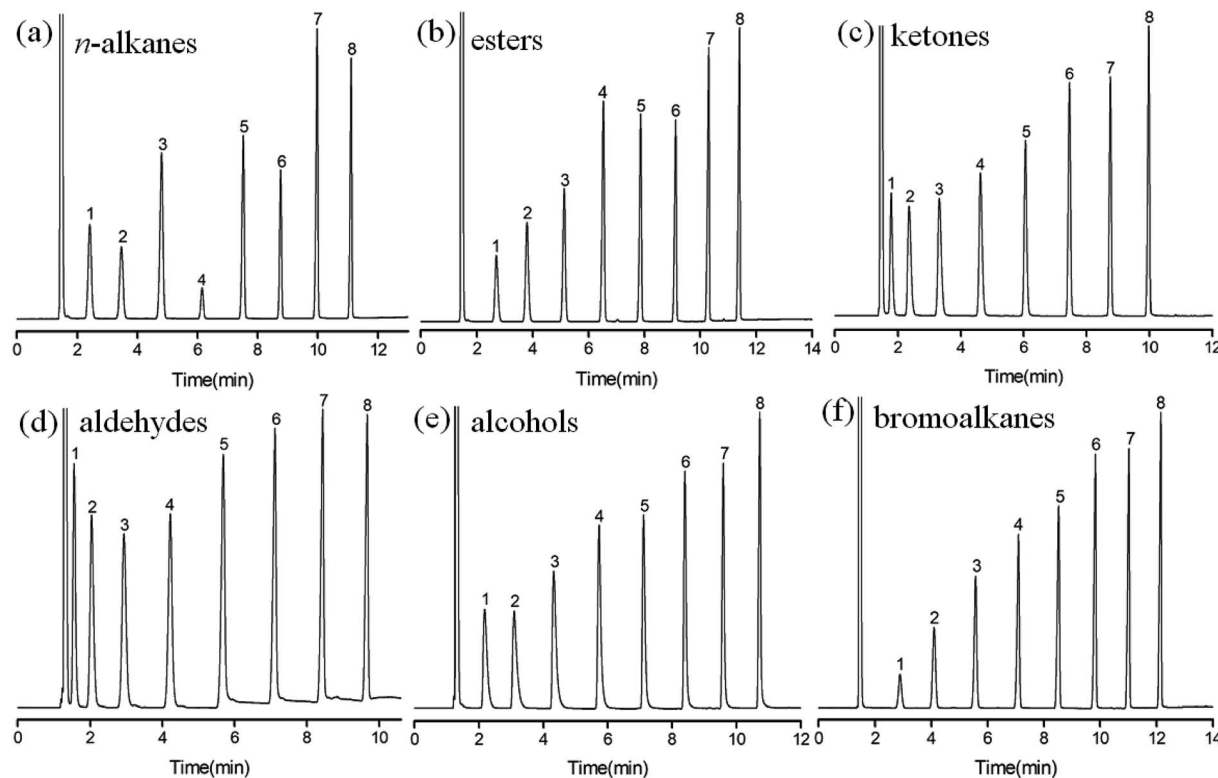 (a) n-alkanes
1 2 3 4 5 6 7 8
0 2 4 6 8 10 12
Time(min)
(b) esters
1 2 3 4 5 6 7 8
0 2 4 6 8 10 12 14
Time(min)
(c) ketones
1 2 3 4 5 6 7 8
0 2 4 6 8 10 12
Time(min)
(d) aldehydes
1 2 3 4 5 6 7 8
0 2 4 6 8 10
Time(min)
(e) alcohols
1 2 3 4 5 6 7 8
0 2 4 6 8 10 12
Time(min)
(f) bromoalkanes
1 2 3 4 5 6 7 8
0 2 4 6 8 10 12 14
Time(min)